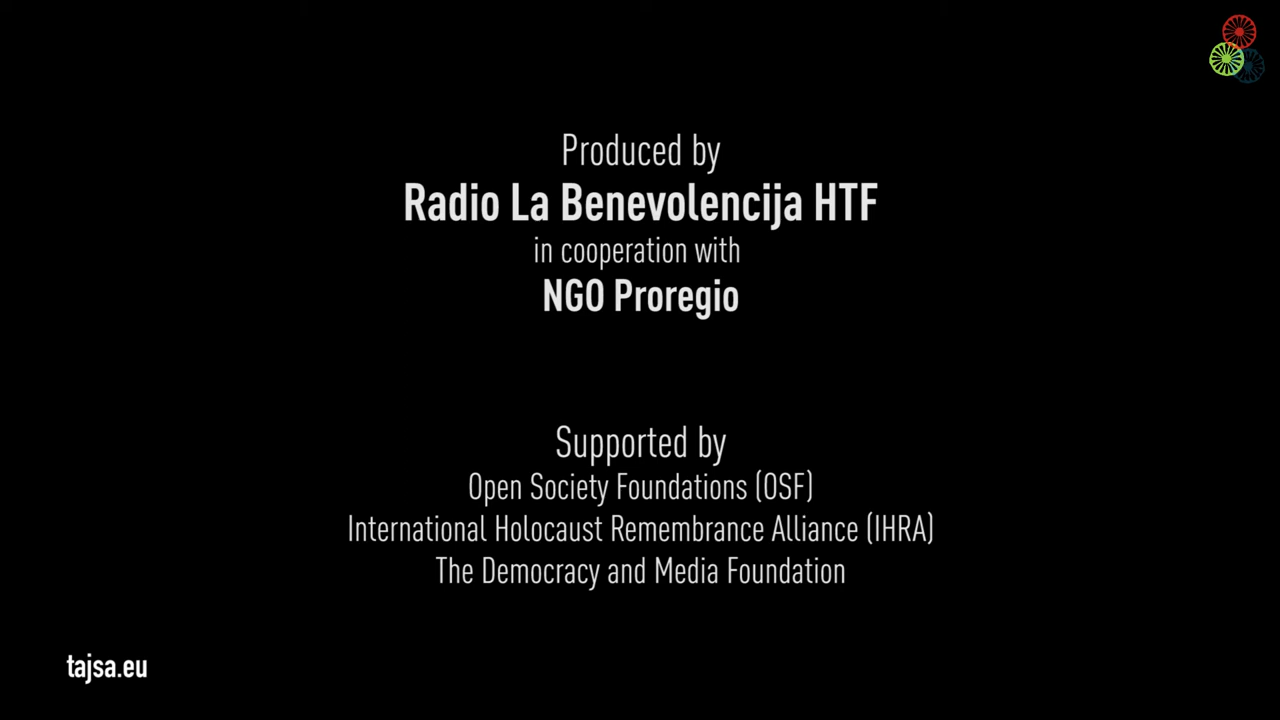 Produced by
Radio La Benevolencija HTF
in cooperation with
NGO Proregio
Supported by
Open Society Foundations (OSF)
International Holocaust Remembrance Alliance (IHRA)
The Democracy and Media Foundation
tajsa.eu